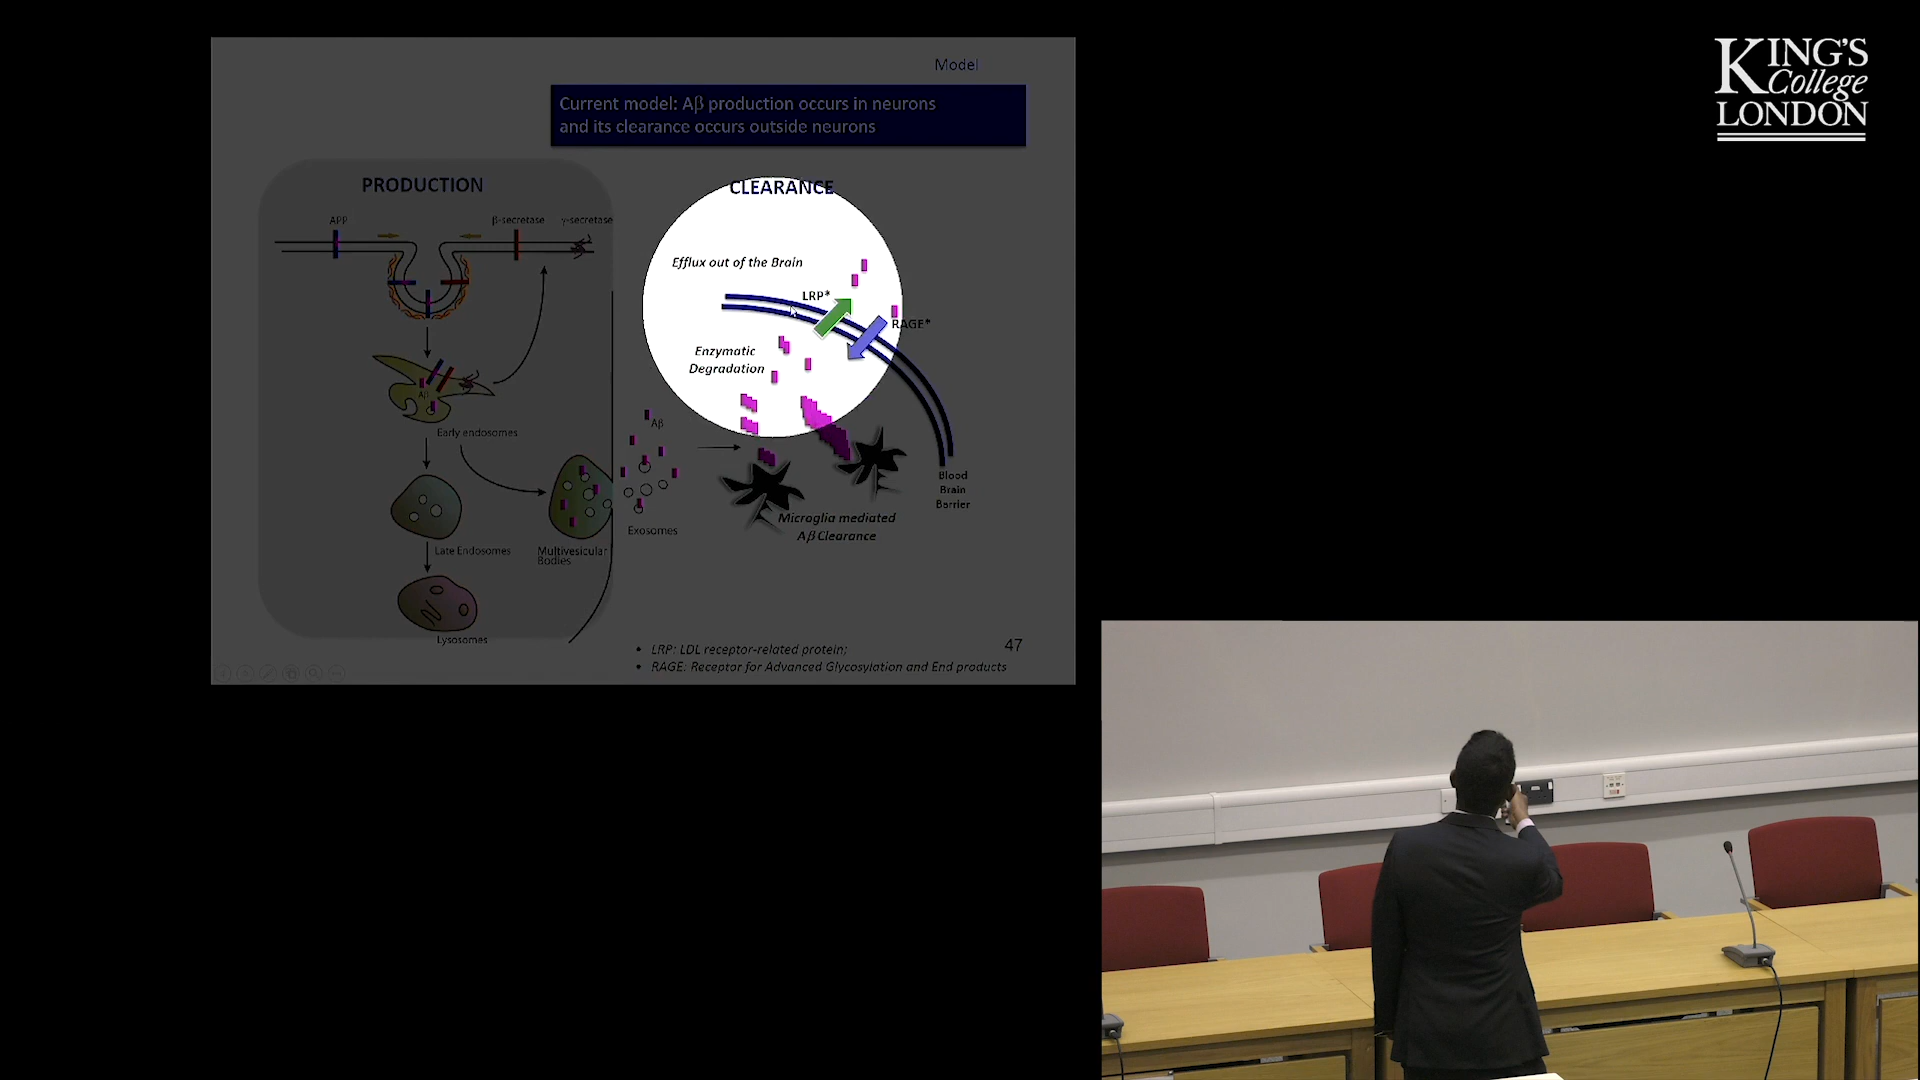 KING'S
College
LONDON
Model
Current model: Aβ production occurs in neurons
and its clearance occurs outside neurons
PRODUCTION
CLEARANCE
APP
β-secretase
γ-secretase
Efflux out of the Brain
LRP*
RAGE*
Enzymatic
Degradation
Aβ
Early endosomes
Aβ
Blood
Brain
Barrier
Microglia mediated
Aβ Clearance
Exosomes
Late Endosomes
Multivesicular
Bodies
Lysosomes
47
• LRP: LDL receptor-related protein;
• RAGE: Receptor for Advanced Glycosylation and End products